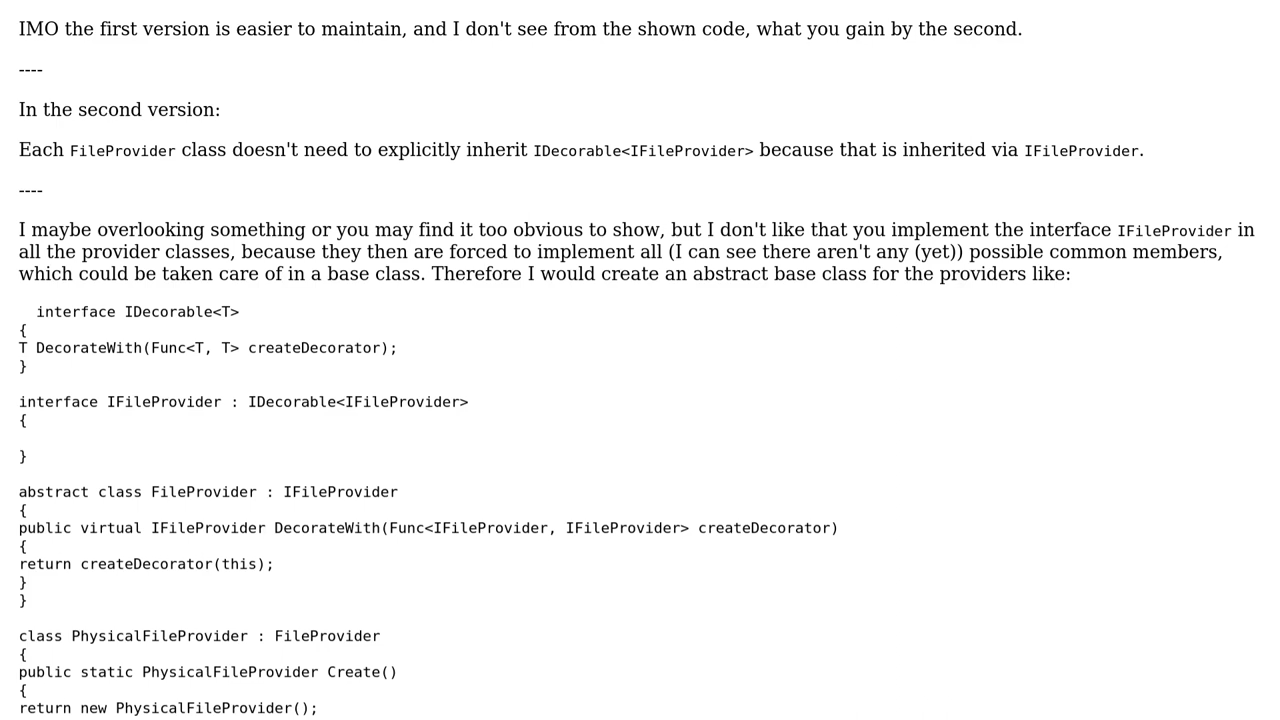 IMO the first version is easier to maintain, and I don't see from the shown code, what you gain by the second.
----
In the second version:
Each FileProvider class doesn't need to explicitly inherit IDecorable<IFileProvider> because that is inherited via IFileProvider.
----
I maybe overlooking something or you may find it too obvious to show, but I don't like that you implement the interface IFileProvider in
all the provider classes, because they then are forced to implement all (I can see there aren't any (yet)) possible common members,
which could be taken care of in a base class. Therefore I would create an abstract base class for the providers like:
  interface IDecorable<T>
{
T DecorateWith(Func<T, T> createDecorator);
}
interface IFileProvider : IDecorable<IFileProvider>
{
}
abstract class FileProvider : IFileProvider
{
public virtual IFileProvider DecorateWith(Func<IFileProvider, IFileProvider> createDecorator)
{
return createDecorator(this);
}
}
class PhysicalFileProvider : FileProvider
{
public static PhysicalFileProvider Create()
{
return new PhysicalFileProvider();